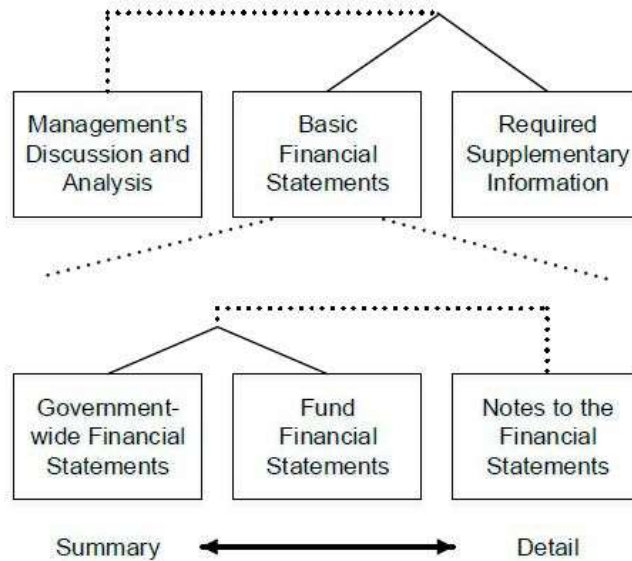 Management's
Discussion and
Analysis
Basic
Financial
Statements
Required
Supplementary
Information
Government-
wide Financial
Statements
Fund
Financial
Statements
Notes to the
Financial
Statements
Summary
Detail